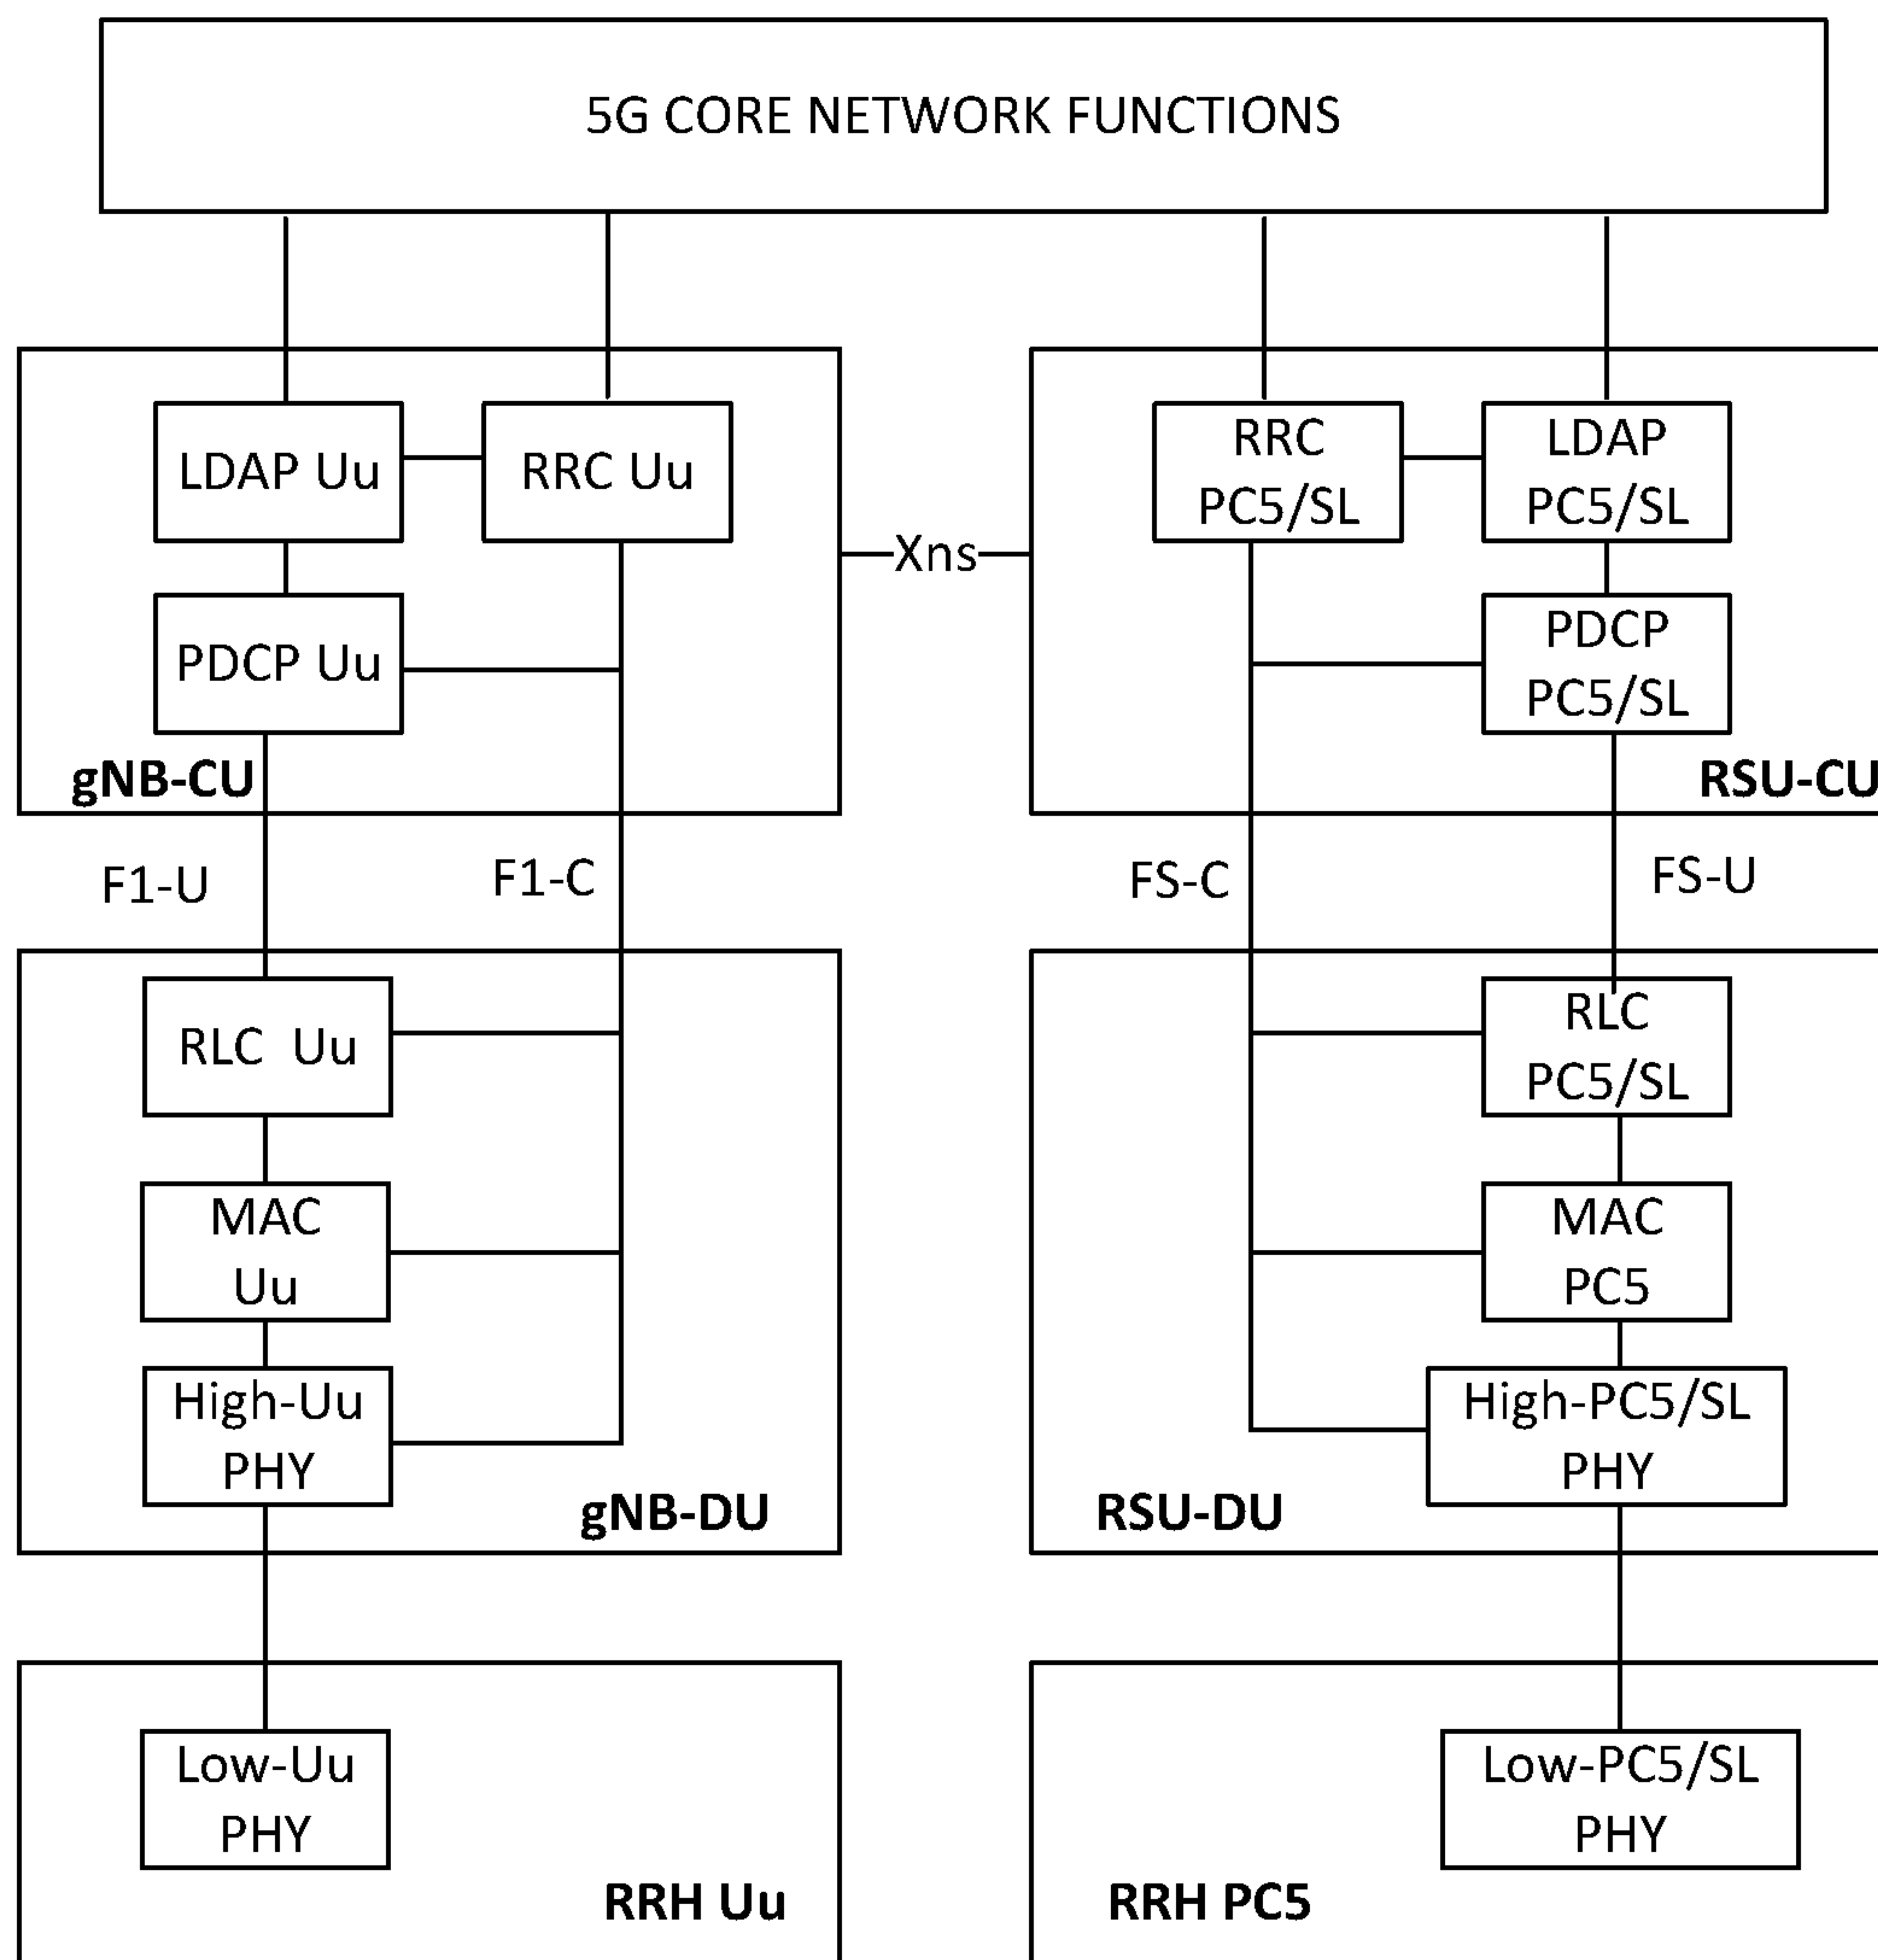 5G CORE NETWORK FUNCTIONS
LDAP Uu
RRC Uu
PDCP Uu
gNB-CU
Xns
RRC
PC5/SL
LDAP
PC5/SL
PDCP
PC5/SL
RSU-CU
F1-U
F1-C
FS-C
FS-U
RLC Uu
MAC
Uu
High-Uu
PHY
gNB-DU
RLC
PC5/SL
MAC
PC5
High-PC5/SL
PHY
RSU-DU
Low-Uu
PHY
RRH Uu
Low-PC5/SL
PHY
RRH PC5